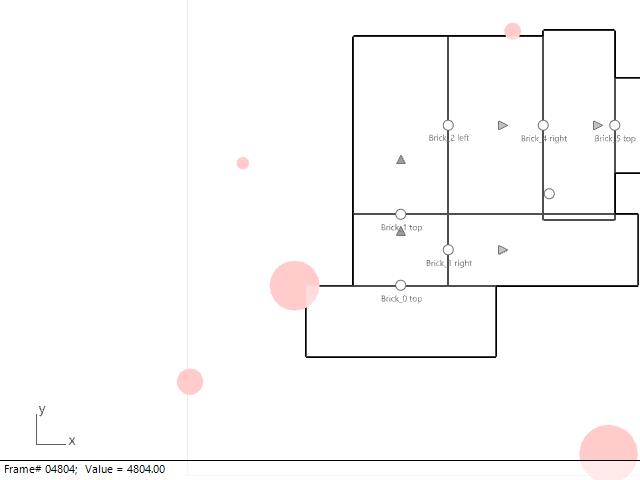 Brick_2 left
Brick_4 right
Brick_5 top
Brick_1 top
Brick_1 right
Brick_0 top
y
x
Frame# 04804; Value = 4804.00